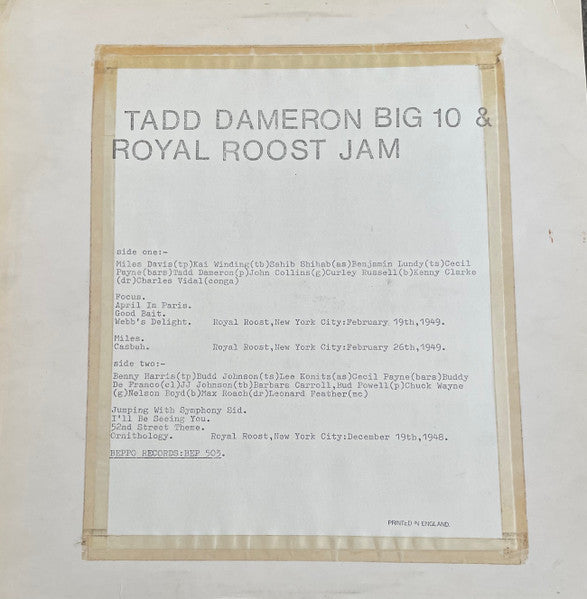 TADD DAMERON BIG 10 &
ROYAL ROOST JAM
side one:-
Miles Davis(tp)Kai Winding(tb)Sahib Shihab(as)Benjamin Lundy(ts)Cecil
Payne(bars)Tadd Dameron(p)John Collins(g)Curley Russell(b)Kenny Clarke
(dr)Charles Vidal(conga)
Focus.
April In Paris.
Good Bait.
Webb's Delight. Royal Roost,New York City:February 19th,1949.
Miles.
Casbah. Royal Roost,New York City:February 26th,1949.
side two:-
Benny Harris(tp)Budd Johnson(ts)Lee Konitz(as)Cecil Payne(bars)Buddy
De Franco(cl)JJ Johnson(tb)Barbara Carroll,Bud Powell(p)Chuck Wayne
(g)Nelson Boyd(b)Max Roach(dr)Leonard Feather(mc)
Jumping With Symphony Sid.
I'll Be Seeing You.
52nd Street Theme.
Ornithology. Royal Roost,New York City:December 19th,1948.
BEPPO RECORDS:BEP 503.
PRINTED IN ENGLAND.